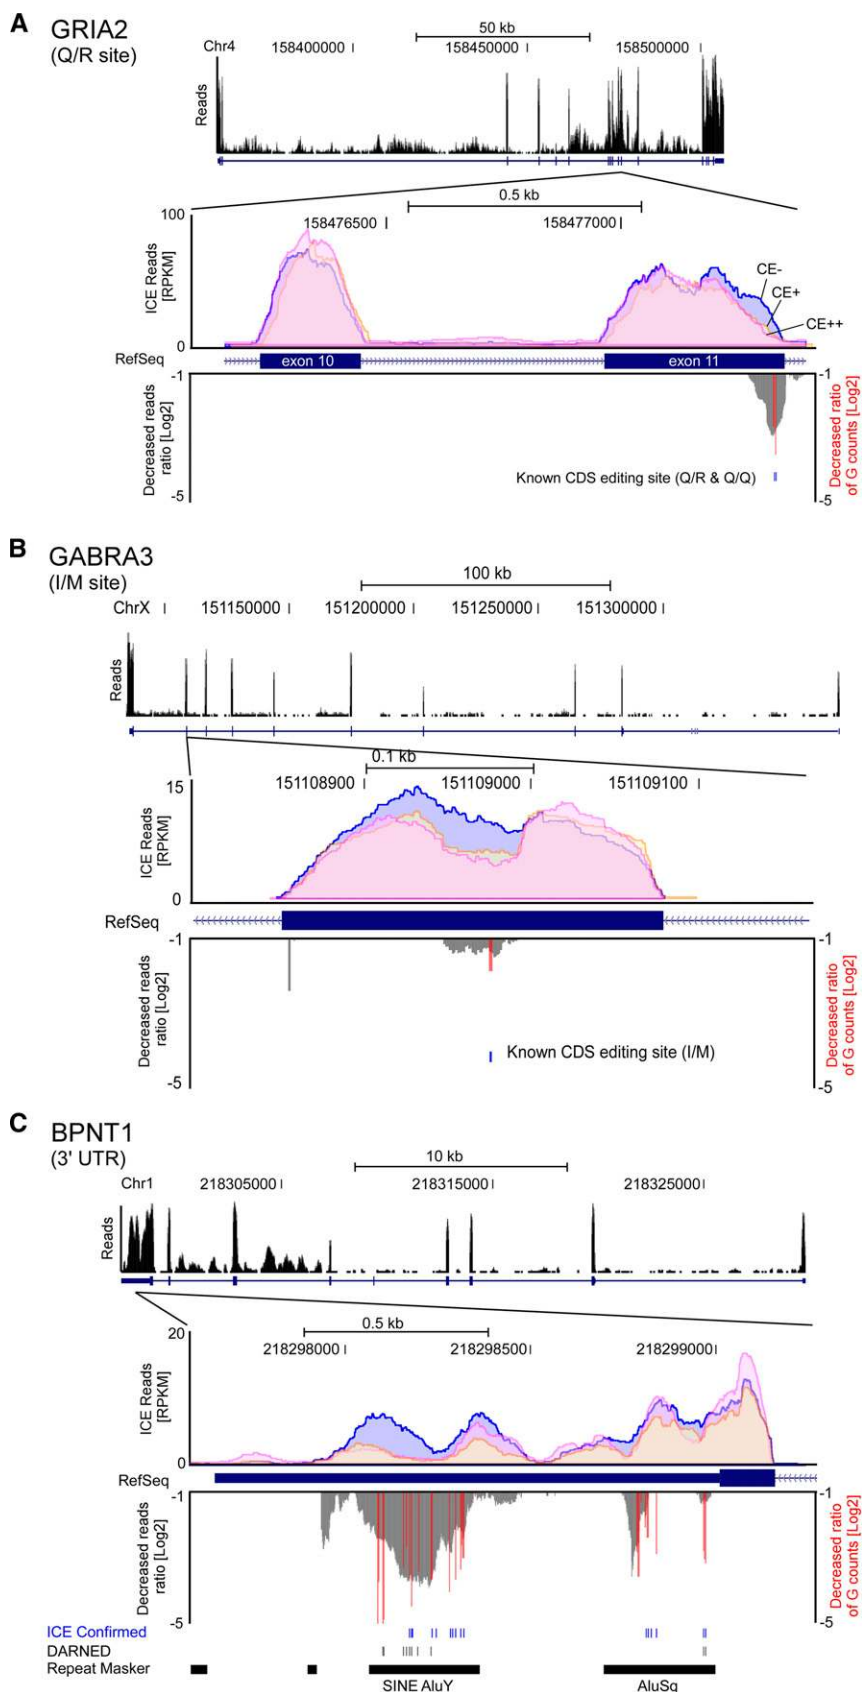 A
GRIA2
(Q/R site)
50 kb
Chr4 158400000 158450000 158500000
Reads
0.5 kb
158476500 158477000
100
0
ICE Reads
[RPKM]
CE-
CE+
CE++
RefSeq
exon 10
exon 11
-1
-5
Decreased reads
ratio [Log2]
-1
-5
Decreased ratio
of G counts [Log2]
Known CDS editing site (Q/R & Q/Q)
B
GABRA3
(I/M site)
100 kb
ChrX 151150000 151200000 151250000 151300000
Reads
0.1 kb
151108900 151109000 151109100
15
0
ICE Reads
[RPKM]
RefSeq
-1
-5
Decreased reads
ratio [Log2]
-1
-5
Decreased ratio
of G counts [Log2]
Known CDS editing site (I/M)
C
BPNT1
(3' UTR)
10 kb
Chr1 218305000 218315000 218325000
Reads
0.5 kb
218298000 218298500 218299000
20
0
ICE Reads
[RPKM]
RefSeq
-1
-5
Decreased reads
ratio [Log2]
-1
-5
Decreased ratio
of G counts [Log2]
ICE Confirmed
DARNED
Repeat Masker
SINE AluY
AluSq